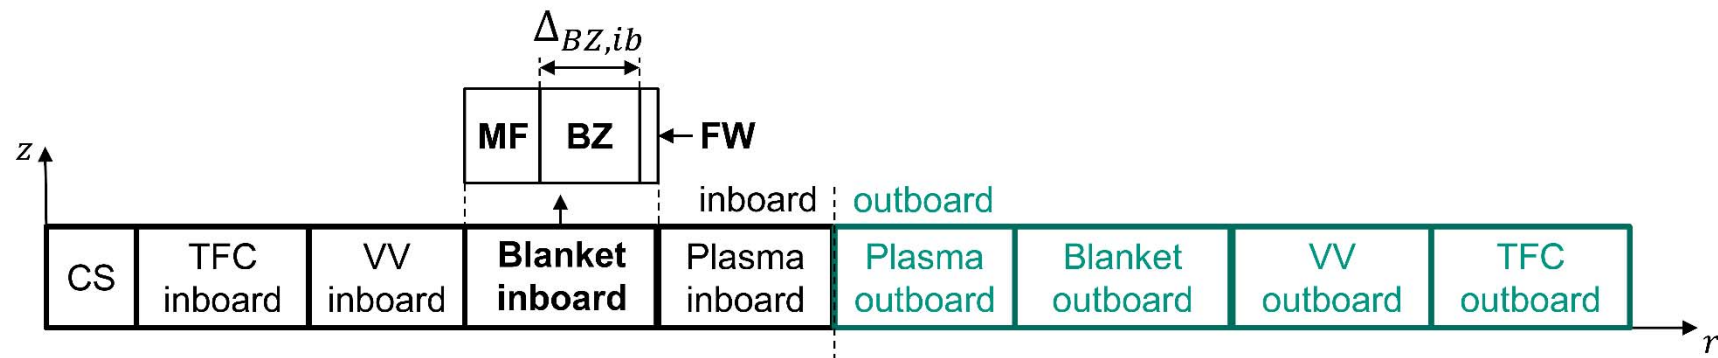 Δ_{BZ,ib}
MF BZ FW
z
inboard outboard
CS
TFC
inboard
VV
inboard
Blanket
inboard
Plasma
inboard
Plasma
outboard
Blanket
outboard
VV
outboard
TFC
outboard
r